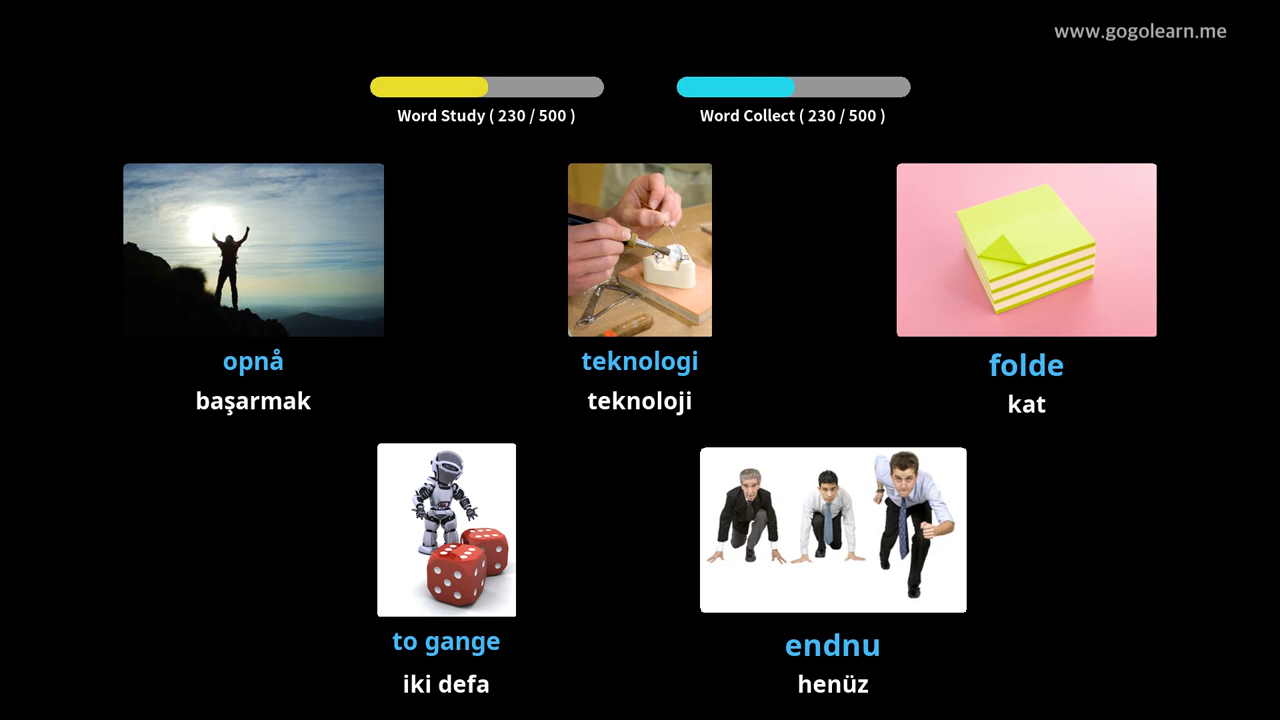 www.gogolearn.me
Word Study ( 230 / 500 )
Word Collect ( 230 / 500 )
opnå
başarmak
teknologi
teknoloji
folde
kat
to gange
iki defa
endnu
henüz